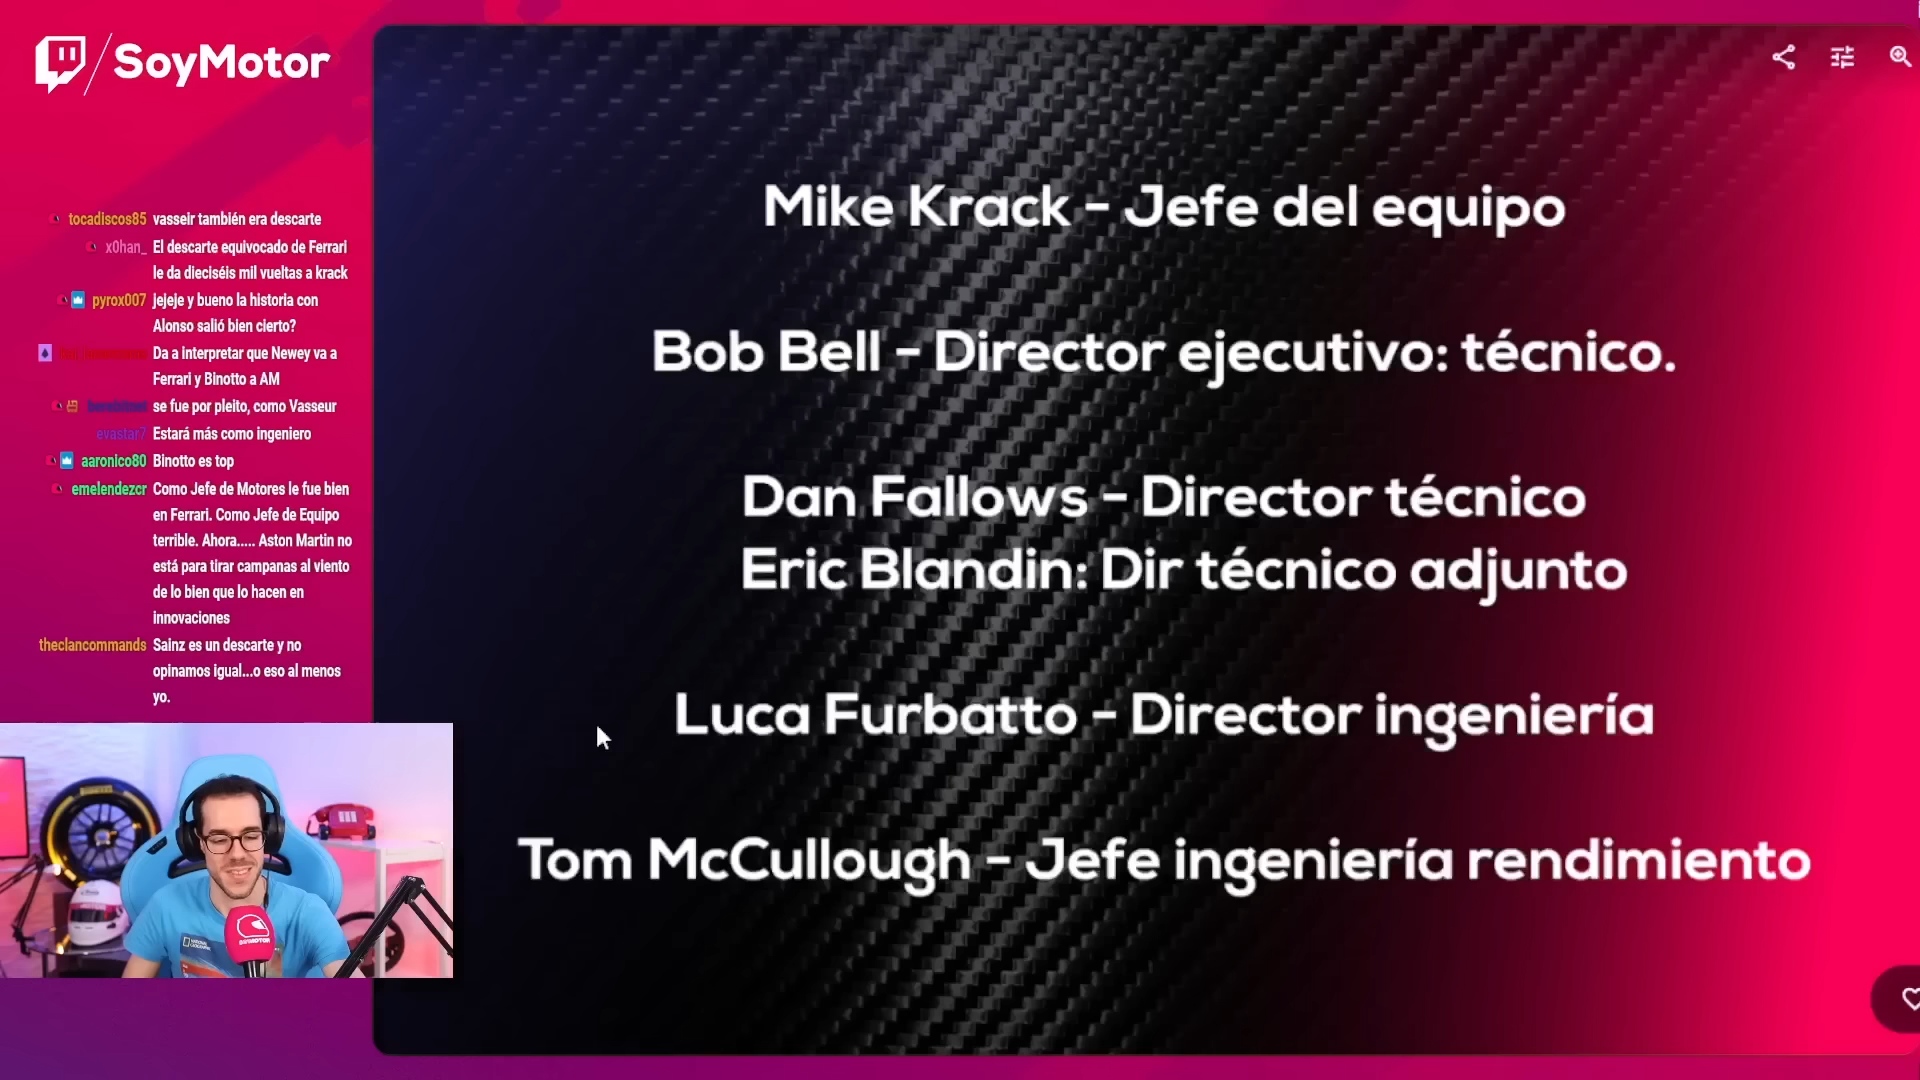 SoyMotor
tocadiscos85 vasseir también era descarte
x0han_ El descarte equivocado de Ferrari
le da dieciséis mil vueltas a krack
pyrox007 jejeje y bueno la historia con
Alonso salió bien cierto?
Da a interpretar que Newey va a
Ferrari y Binotto a AM
se fue por pleito, como Vasseur
evastar7 Estará más como ingeniero
aaronico80 Binotto es top
emelendezcr Como Jefe de Motores le fue bien
en Ferrari. Como Jefe de Equipo
terrible. Ahora..... Aston Martin no
está para tirar campanas al viento
de lo bien que lo hacen en
innovaciones
theclancommands Sainz es un descarte y no
opinamos igual...o eso al menos
yo.
Mike Krack - Jefe del equipo
Bob Bell - Director ejecutivo: técnico.
Dan Fallows - Director técnico
Eric Blandin: Dir técnico adjunto
Luca Furbatto - Director ingeniería
Tom McCullough - Jefe ingeniería rendimiento
SOYMOTOR